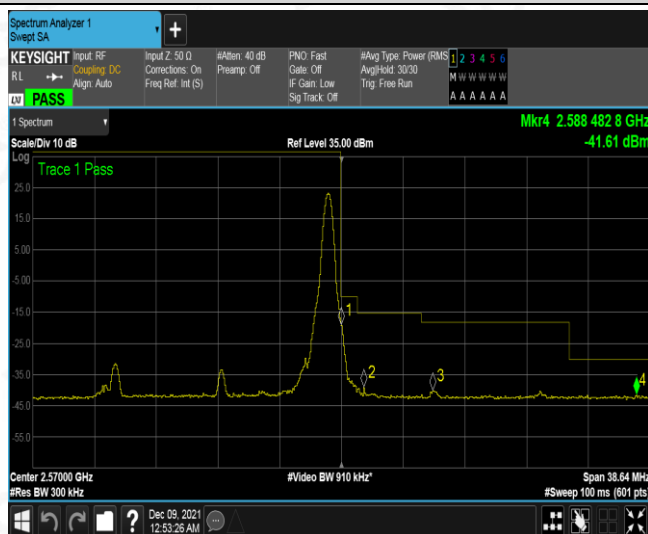 Spectrum Analyzer 1
Swept SA
+
KEYSIGHT
RL
LXI PASS
Input: RF
Coupling: DC
Align: Auto
Input Z: 50 Ω
Corrections: On
Freq Ref: Int (S)
#Atten: 40 dB
Preamp: Off
PNO: Fast
Gate: Off
IF Gain: Low
Sig Track: Off
#Avg Type: Power (RMS
Avg|Hold: 30/30
Trig: Free Run
1 2 3 4 5 6
M W W W W W
A A A A A A
1 Spectrum
Mkr4 2.588 482 8 GHz
Scale/Div 10 dB
Ref Level 35.00 dBm
-41.61 dBm
Log
Trace 1 Pass
25.0
15.0
5.00
-5.00
-15.0
-25.0
-35.0
-45.0
-55.0
1
2
3
4
Center 2.57000 GHz
#Video BW 910 kHz*
Span 38.64 MHz
#Res BW 300 kHz
#Sweep 100 ms (601 pts)
?
Dec 09, 2021
12:53:26 AM